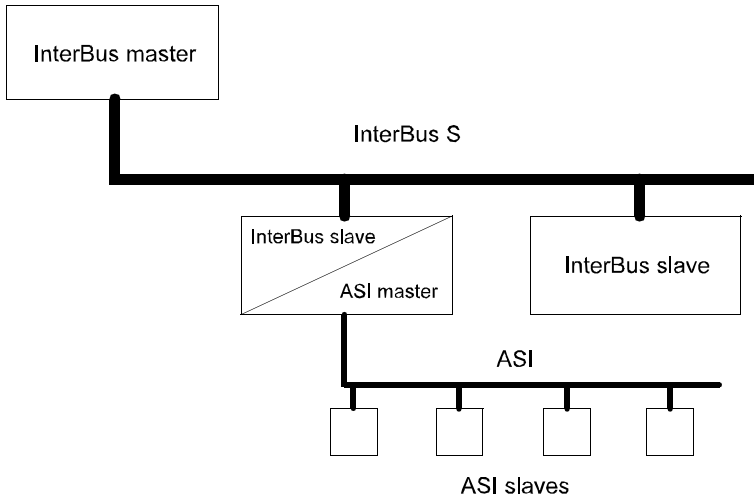 InterBus master
InterBus S
InterBus slave
ASI master
InterBus slave
ASI
ASI slaves